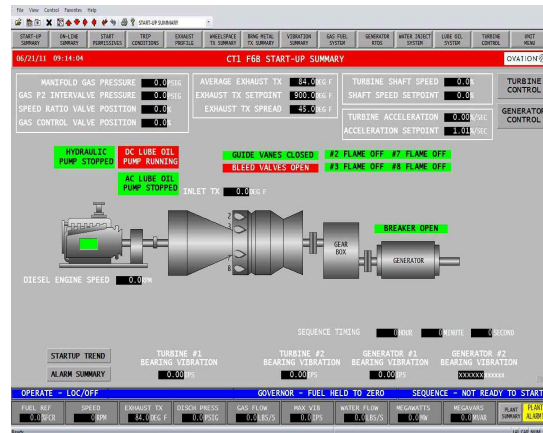 File View Control Favorites Help
START-UP SUMMARY
START-UP SUMMARY
ON-LINE SUMMARY
START PERMISSIVES
TRIP CONDITIONS
EXHAUST PROFILE
WHEELSPACE TX SUMMARY
BRNG METAL TX SUMMARY
VIBRATION SUMMARY
GAS FUEL SYSTEM
GENERATOR RTDS
WATER INJECT SYSTEM
LUBE OIL SYSTEM
TURBINE CONTROL
UNIT MENU
06/21/11 09:14:04 CT1 F6B START-UP SUMMARY OVATION
MANIFOLD GAS PRESSURE 0.0 PSIG
GAS P2 INTERVALVE PRESSURE 0.0 PSIG
SPEED RATIO VALVE POSITION 0.0%
GAS CONTROL VALVE POSITION 0.0%
AVERAGE EXHAUST TX 84.0 DEG F
EXHAUST TX SETPOINT 900.0 DEG F
EXHAUST TX SPREAD 45.0 DEG F
TURBINE SHAFT SPEED 0.0%
SHAFT SPEED SETPOINT 0.0%
TURBINE ACCELERATION 0.00 %/SEC
ACCELERATION SETPOINT 1.01 %/SEC
TURBINE CONTROL
GENERATOR CONTROL
HYDRAULIC PUMP STOPPED
DC LUBE OIL PUMP RUNNING
AC LUBE OIL PUMP STOPPED
GUIDE VANES CLOSED
BLEED VALVES OPEN
#2 FLAME OFF #7 FLAME OFF
#3 FLAME OFF #8 FLAME OFF
INLET TX 0.0 DEG F
2
3
7
8
BREAKER OPEN
GEAR BOX
GENERATOR
DIESEL ENGINE SPEED 0.0 RPM
SEQUENCE TIMING 0 HOUR 0 MINUTE 0 SECOND
STARTUP TREND
ALARM SUMMARY
TURBINE #1 BEARING VIBRATION
0.00 IPS
TURBINE #2 BEARING VIBRATION
0.00 IPS
GENERATOR #1 BEARING VIBRATION
0.00 IPS
GENERATOR #2 BEARING VIBRATION
OPERATE - LOC/OFF GOVERNOR - FUEL HELD TO ZERO SEQUENCE - NOT READY TO START
FUEL REF 0.0 %FCR
SPEED 0 RPM
EXHAUST TX 84.0 DEG F
DISCH PRESS 0.0 PSIG
GAS FLOW 0.0 LBS/S
MAX VIB 0.0 IPS
WATER FLOW 0.0 LBS/S
MEGAWATTS 0.0 MW
MEGAVARS 0.0 MVAR
PLANT SUMMARY
PLANT ALARM
Ready